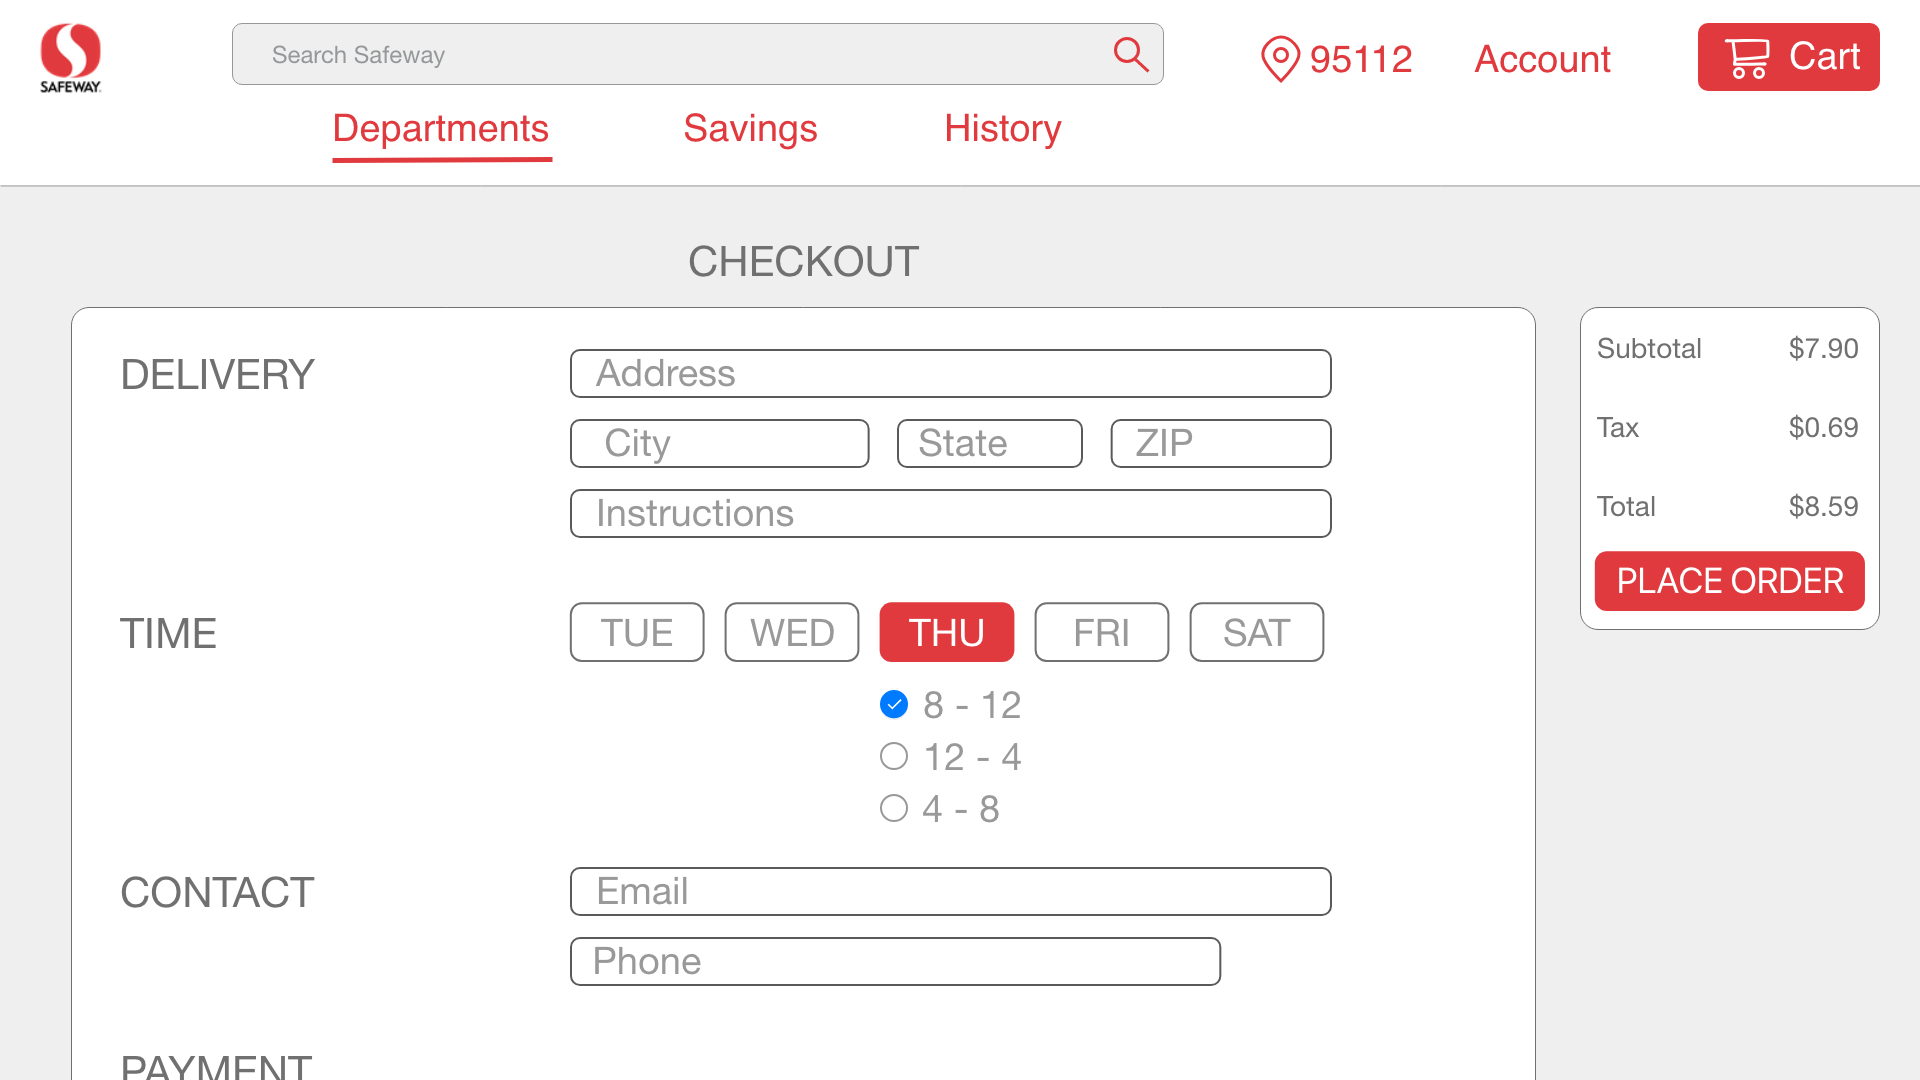 SAFEWAY
Search Safeway
95112
Account
Cart
Departments
Savings
History
CHECKOUT
DELIVERY
Address
City
State
ZIP
Instructions
TIME
TUE
WED
THU
FRI
SAT
8 - 12
12 - 4
4 - 8
CONTACT
Email
Phone
PAYMENT
Subtotal $7.90
Tax $0.69
Total $8.59
PLACE ORDER